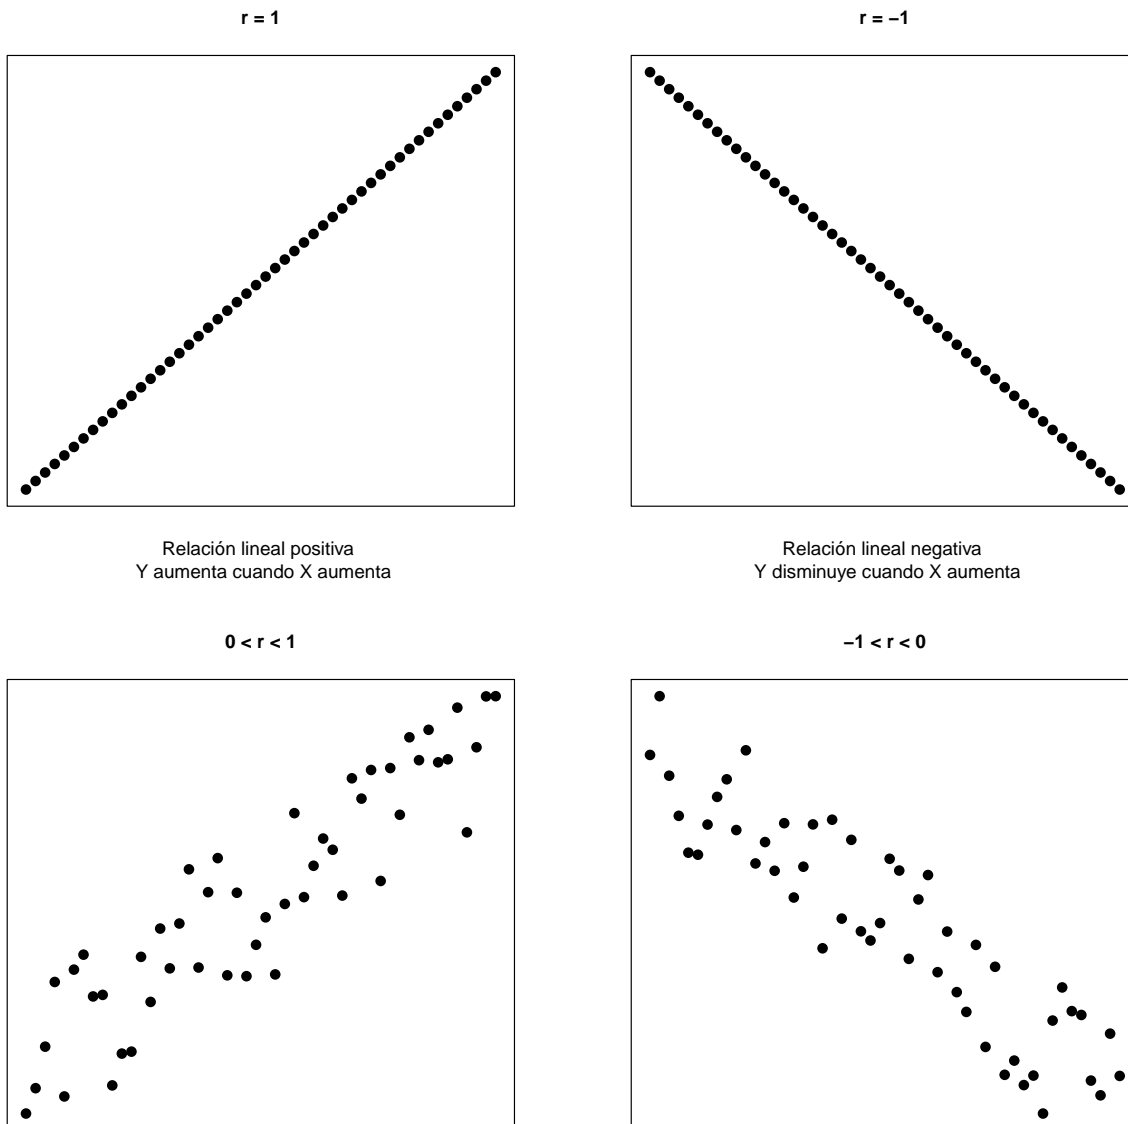 r = 1
r = −1
Relación lineal positiva
Y aumenta cuando X aumenta
Relación lineal negativa
Y disminuye cuando X aumenta
0 < r < 1
−1 < r < 0